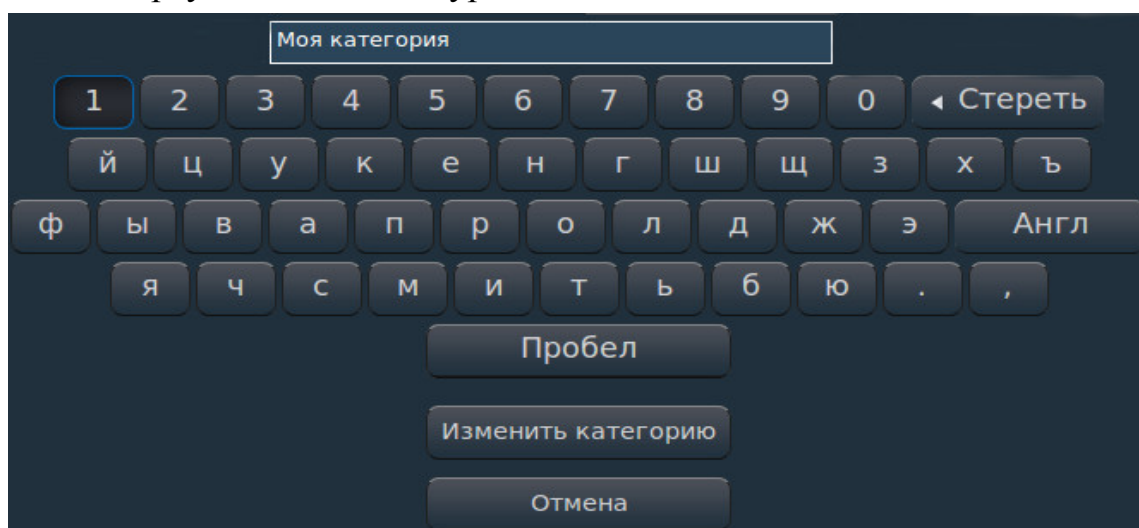 Моя категория
1 2 3 4 5 6 7 8 9 0 ◂ Стереть
й ц у к е н г ш щ з х ъ
ф ы в а п р о л д ж э Англ
я ч с м и т ь б ю . ,
Пробел
Изменить категорию
Отмена